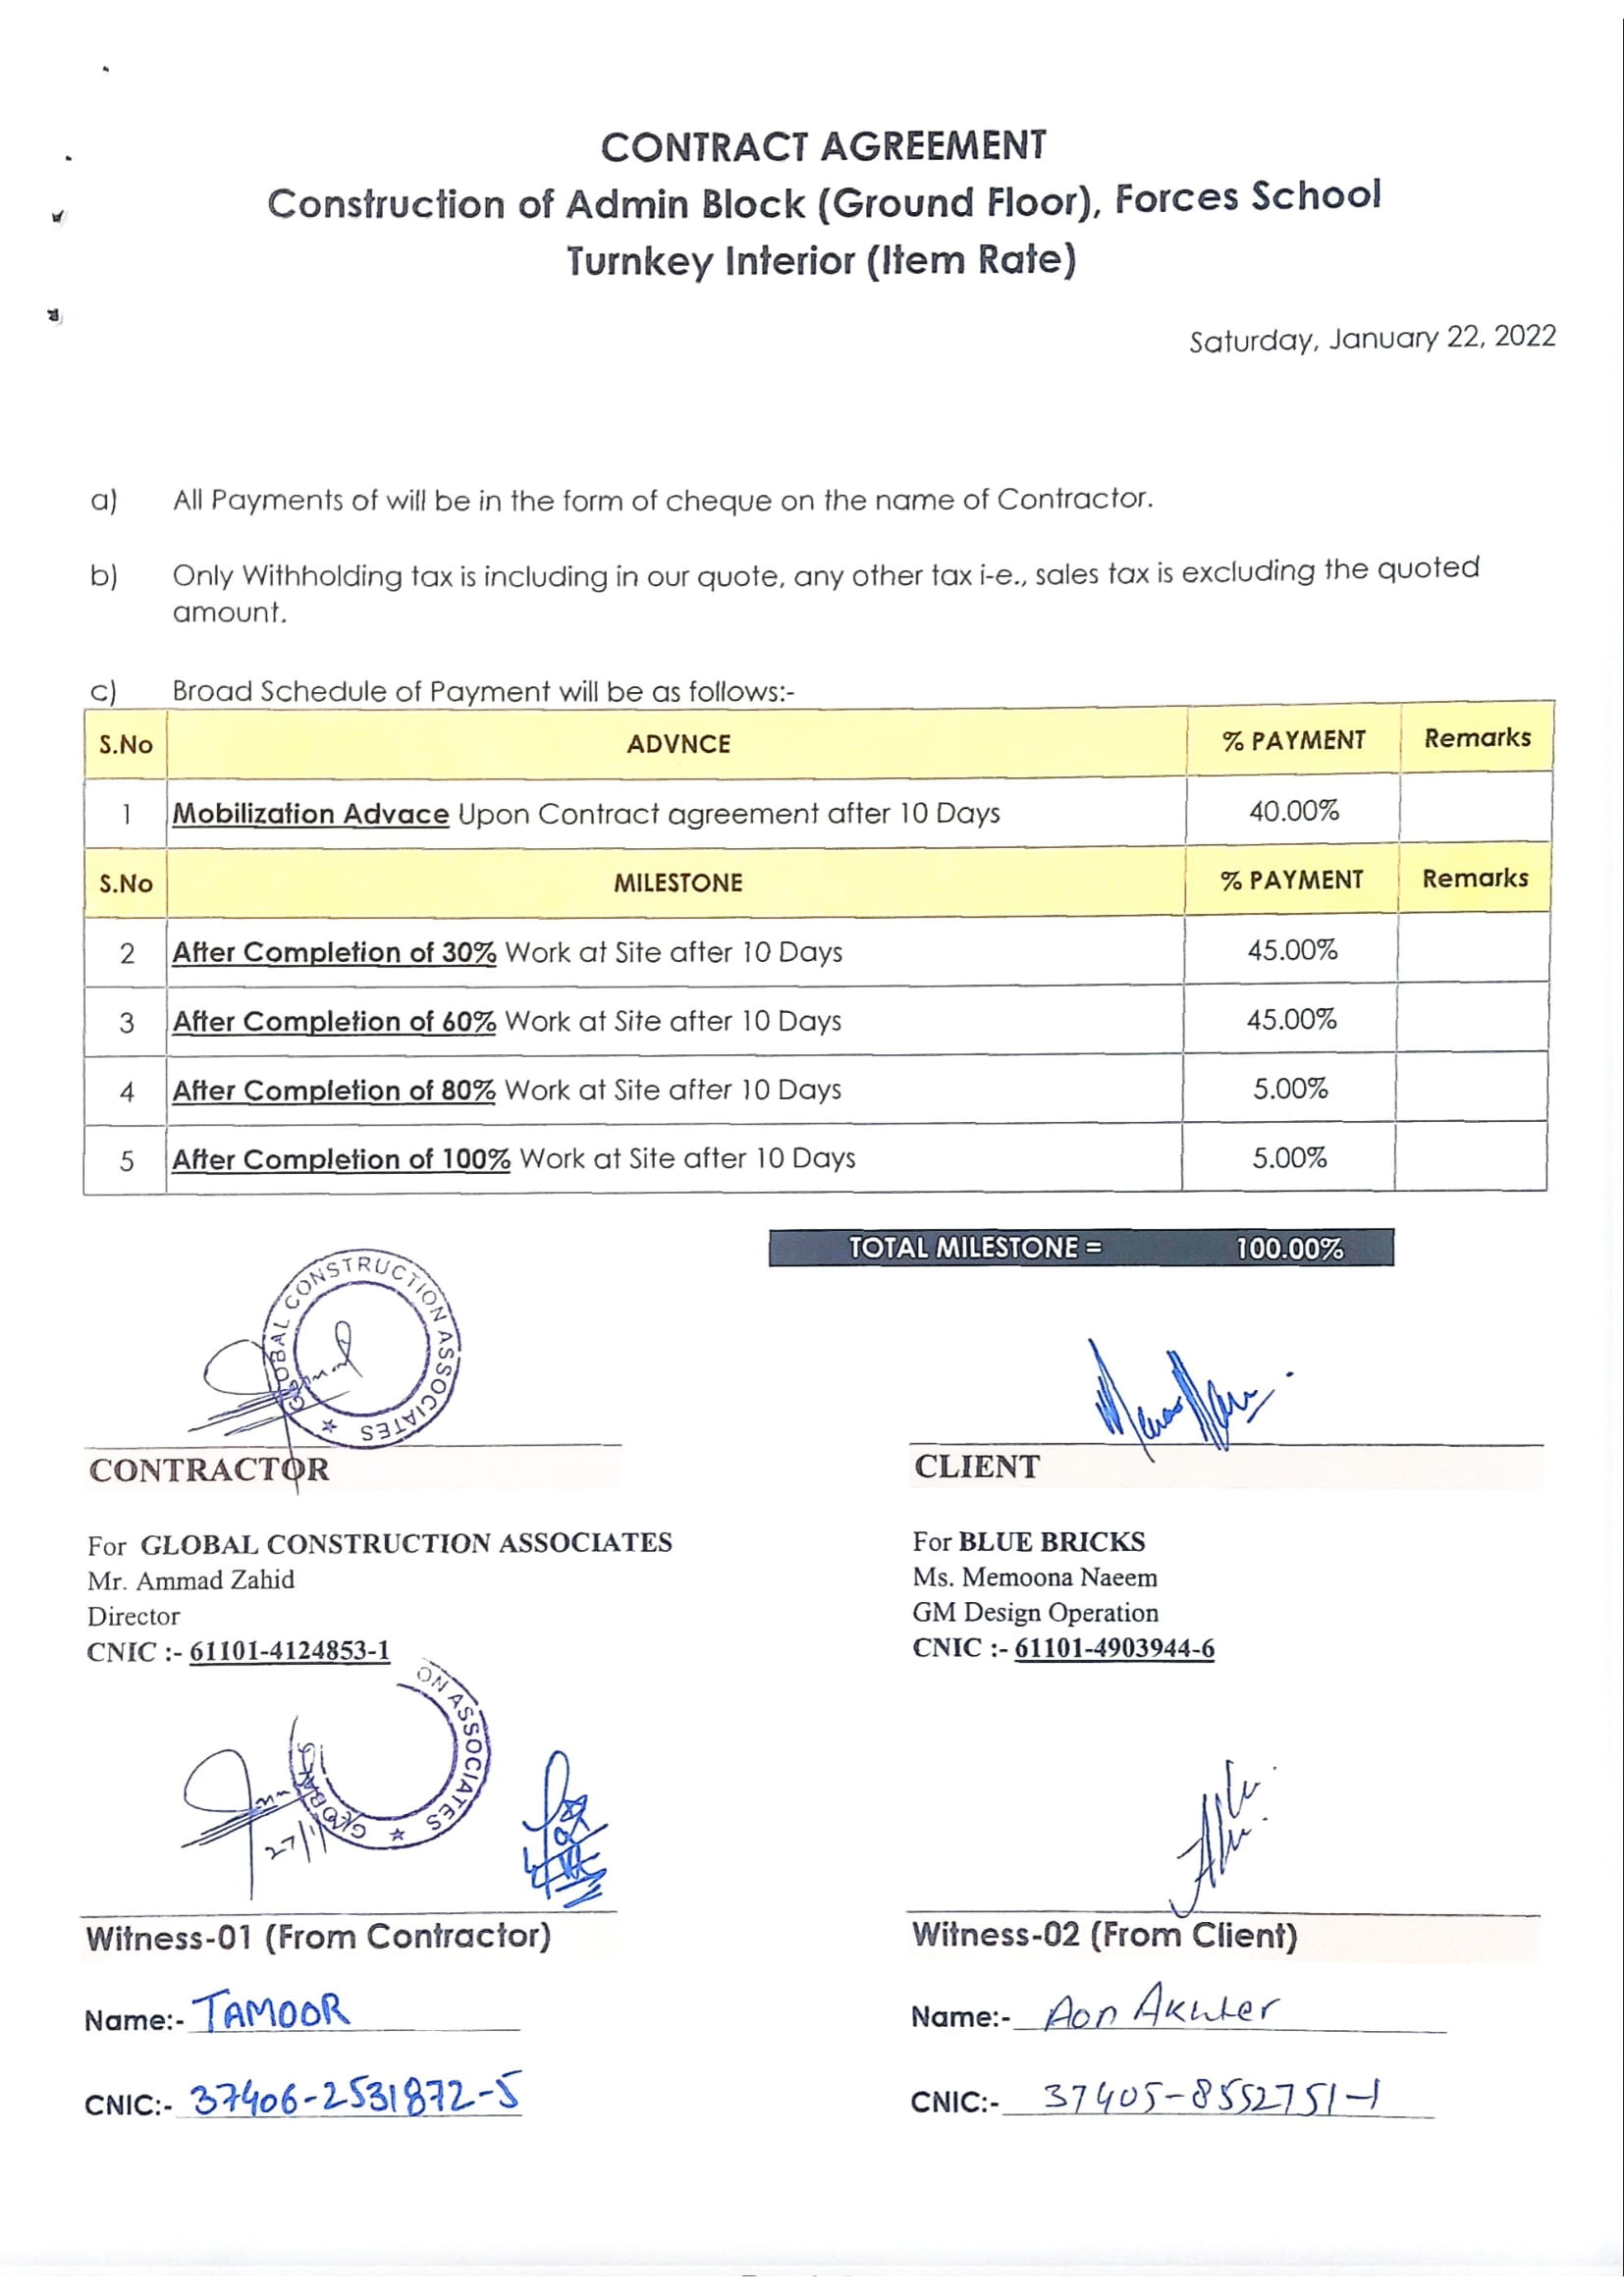 CONTRACT AGREEMENT
Construction of Admin Block (Ground Floor), Forces School
Turnkey Interior (Item Rate)
Saturday, January 22, 2022
a) All Payments of will be in the form of cheque on the name of Contractor.
b) Only Withholding tax is including in our quote, any other tax i-e., sales tax is excluding the quoted
amount.
c) Broad Schedule of Payment will be as follows:-
S.No ADVNCE % PAYMENT Remarks
1 Mobilization Advace Upon Contract agreement after 10 Days 40.00%
S.No MILESTONE % PAYMENT Remarks
2 After Completion of 30% Work at Site after 10 Days 45.00%
3 After Completion of 60% Work at Site after 10 Days 45.00%
4 After Completion of 80% Work at Site after 10 Days 5.00%
5 After Completion of 100% Work at Site after 10 Days 5.00%
TOTAL MILESTONE = 100.00%
GLOBAL CONSTRUCTION ASSOCIATES
CONTRACTOR CLIENT
For GLOBAL CONSTRUCTION ASSOCIATES
Mr. Ammad Zahid
Director
CNIC :- 61101-4124853-1
For BLUE BRICKS
Ms. Memoona Naeem
GM Design Operation
CNIC :- 61101-4903944-6
GLOBAL ON ASSOCIATES
Witness-01 (From Contractor)
Name:- TAMOOR
CNIC:- 37406-2531872-5
Witness-02 (From Client)
Name:- Aon Akhter
CNIC:- 37405-8552751-1